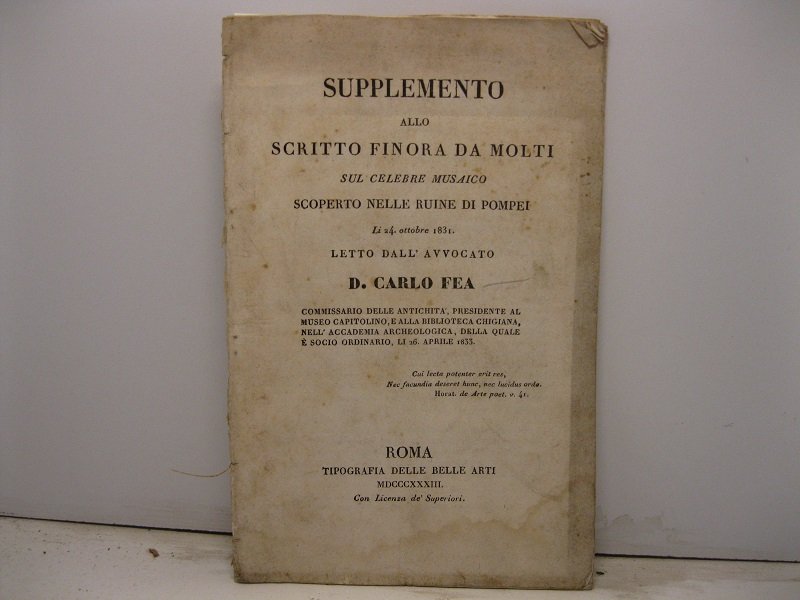 SUPPLEMENTO
ALLO
SCRITTO FINORA DA MOLTI
SUL CELEBRE MUSAICO
SCOPERTO NELLE RUINE DI POMPEI
Li 24. ottobre 1831.
LETTO DALL' AVVOCATO
D. CARLO FEA
COMMISSARIO DELLE ANTICHITA', PRESIDENTE AL
MUSEO CAPITOLINO, E ALLA BIBLIOTECA CHIGIANA,
NELL' ACCADEMIA ARCHEOLOGICA, DELLA QUALE
È SOCIO ORDINARIO, LI 26. APRILE 1833.
Cui lecta potenter erit res,
Nec facundia deseret hunc, nec lucidus ordo.
Horat. de Arte poet. v. 41.
ROMA
TIPOGRAFIA DELLE BELLE ARTI
MDCCCXXXIII.
Con Licenza de' Superiori.